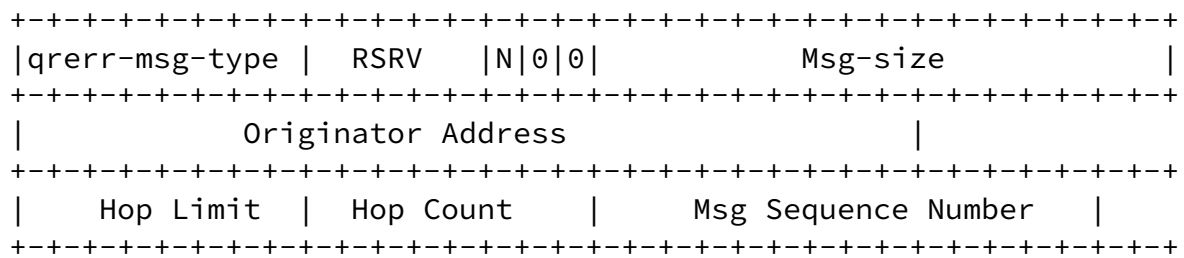 +-+-+-+-+-+-+-+-+-+-+-+-+-+-+-+-+-+-+-+-+-+-+-+-+-+-+-+-+-+-+-+-+
|qrerr-msg-type |  RSRV   |N|0|0|           Msg-size            |
+-+-+-+-+-+-+-+-+-+-+-+-+-+-+-+-+-+-+-+-+-+-+-+-+-+-+-+-+-+-+-+-+
|            Originator Address                   |
+-+-+-+-+-+-+-+-+-+-+-+-+-+-+-+-+-+-+-+-+-+-+-+-+-+-+-+-+-+-+-+-+
|    Hop Limit  |  Hop Count    |     Msg Sequence Number   |
+-+-+-+-+-+-+-+-+-+-+-+-+-+-+-+-+-+-+-+-+-+-+-+-+-+-+-+-+-+-+-+-+